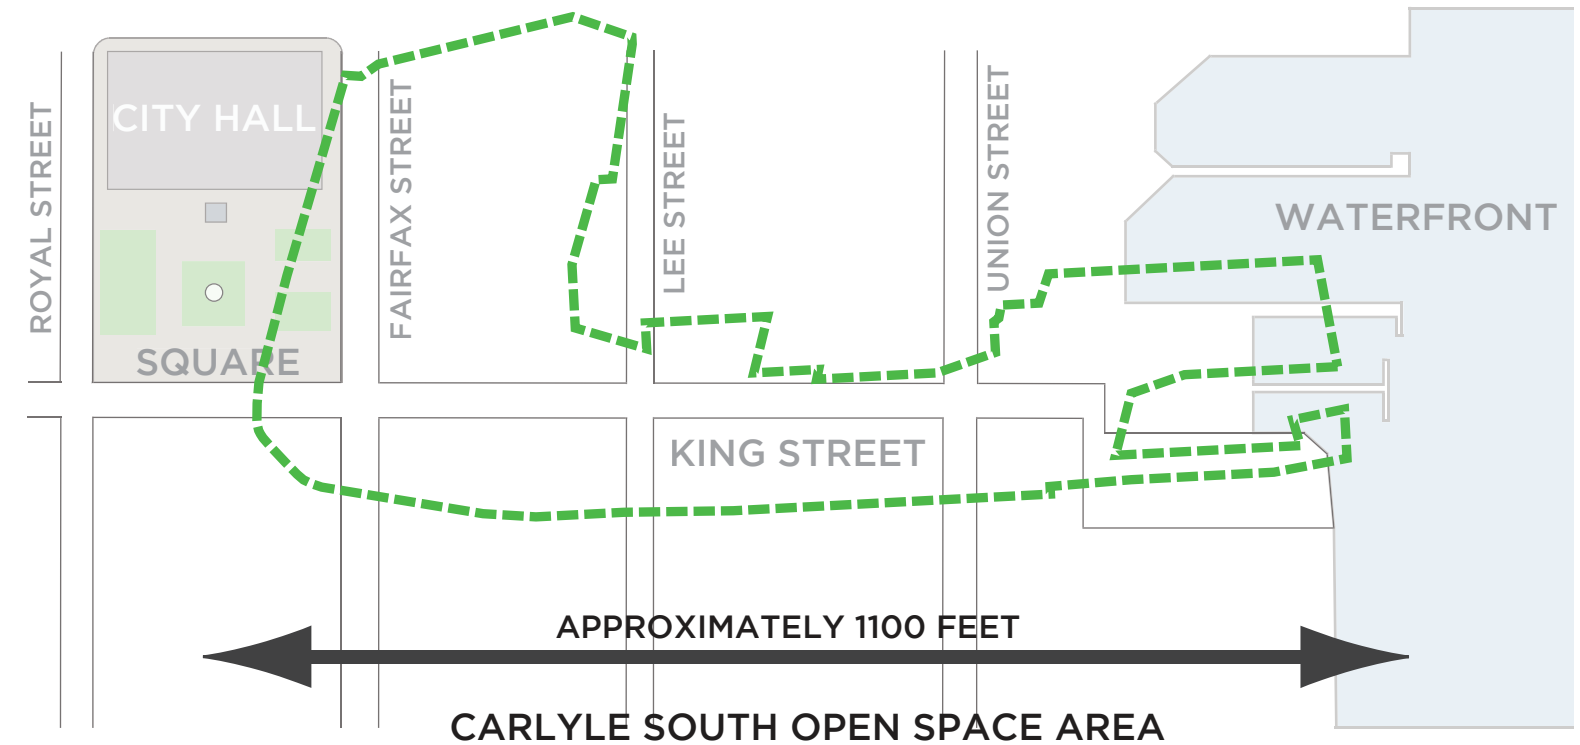 CITY HALL
ROYAL STREET
FAIRFAX STREET
LEE STREET
UNION STREET
WATERFRONT
SQUARE
KING STREET
APPROXIMATELY 1100 FEET
CARLYLE SOUTH OPEN SPACE AREA